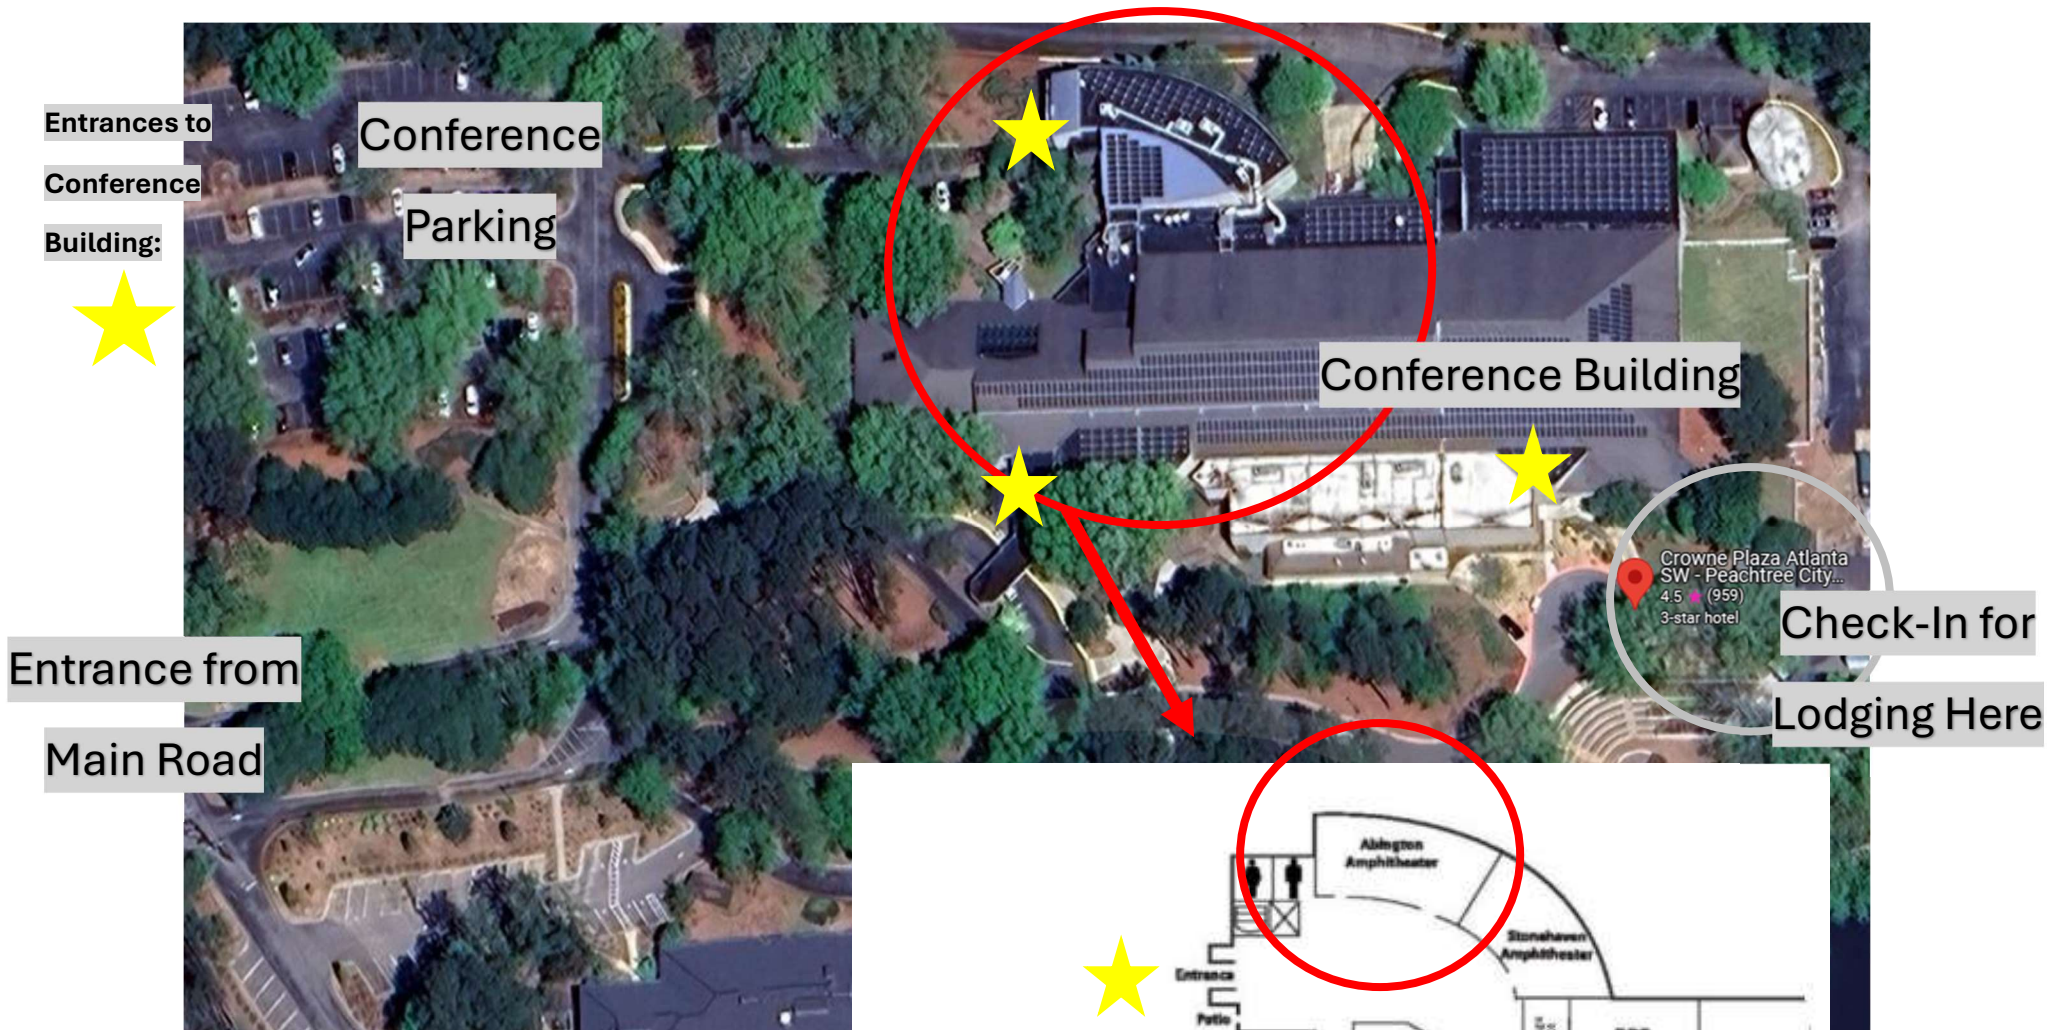 Entrances to
Conference
Building:
Conference
Parking
Conference Building
Crowne Plaza Atlanta
SW - Peachtree City...
4.5 (959)
3-star hotel
Check-In for
Lodging Here
Entrance from
Main Road
Abington
Amphitheater
Stonehaven
Amphitheater
Entrance
Patio